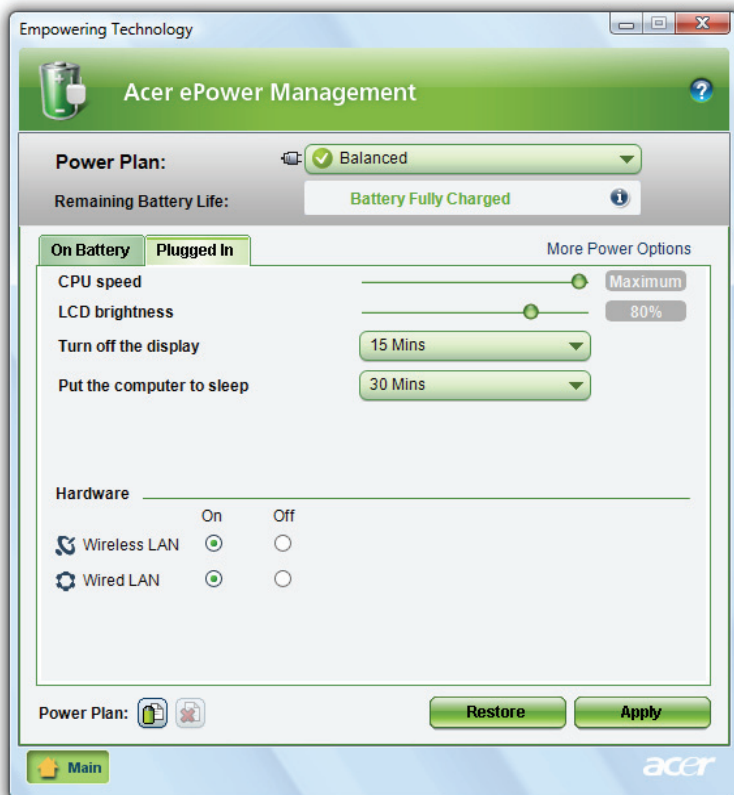 Empowering Technology
Acer ePower Management
Power Plan: Balanced
Remaining Battery Life: Battery Fully Charged
On Battery Plugged In More Power Options
CPU speed Maximum
LCD brightness 80%
Turn off the display 15 Mins
Put the computer to sleep 30 Mins
Hardware
On Off
Wireless LAN
Wired LAN
Power Plan: Restore Apply
Main acer